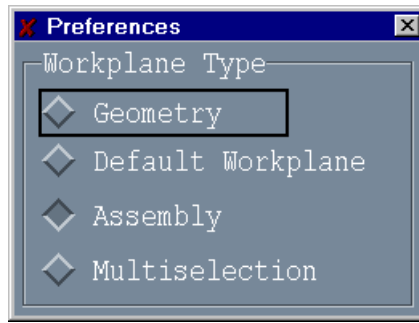 Preferences
Workplane Type
Geometry
Default Workplane
Assembly
Multiselection